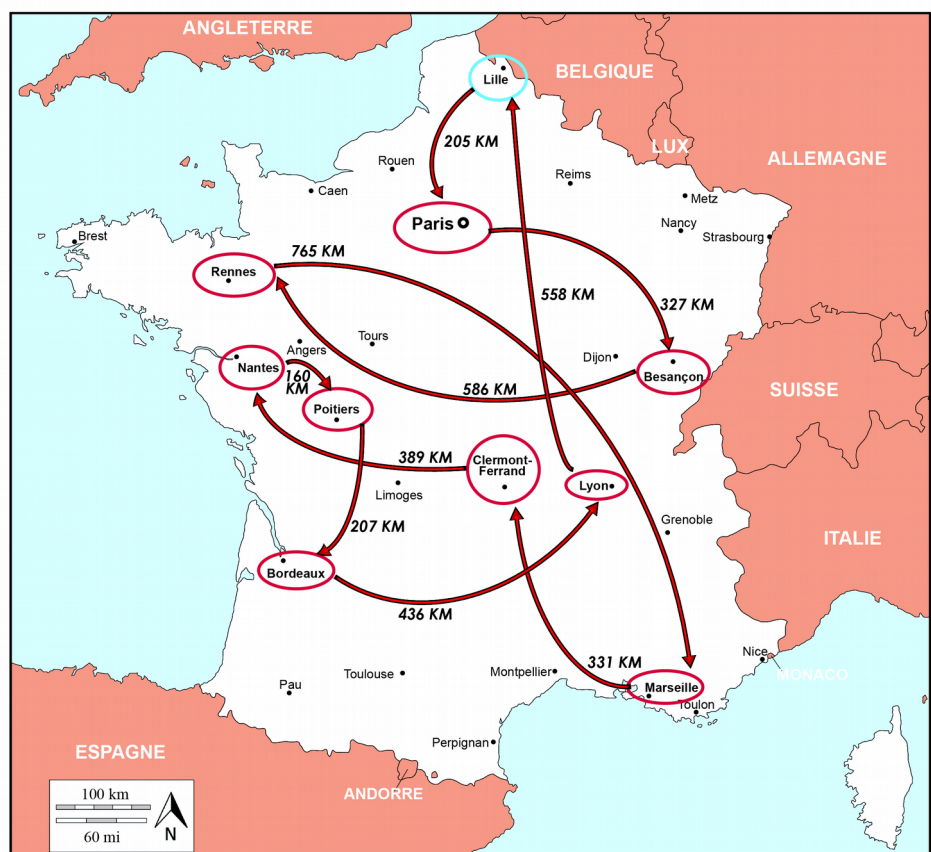 ANGLETERRE
BELGIQUE
Lille
LUX
205 KM
ALLEMAGNE
Rouen
Reims
Caen
Metz
Paris
Nancy
Strasbourg
Brest
765 KM
Rennes
558 KM
327 KM
Tours
Angers
Dijon
Nantes
160
KM
Besançon
586 KM
SUISSE
Poitiers
389 KM
Clermont-
Ferrand
Lyon
Limoges
207 KM
Grenoble
ITALIE
Bordeaux
436 KM
Nice
331 KM
MONACO
Montpellier
Toulouse
Pau
Marseille
Toulon
Perpignan
ESPAGNE
ANDORRE
100 km
60 mi
N